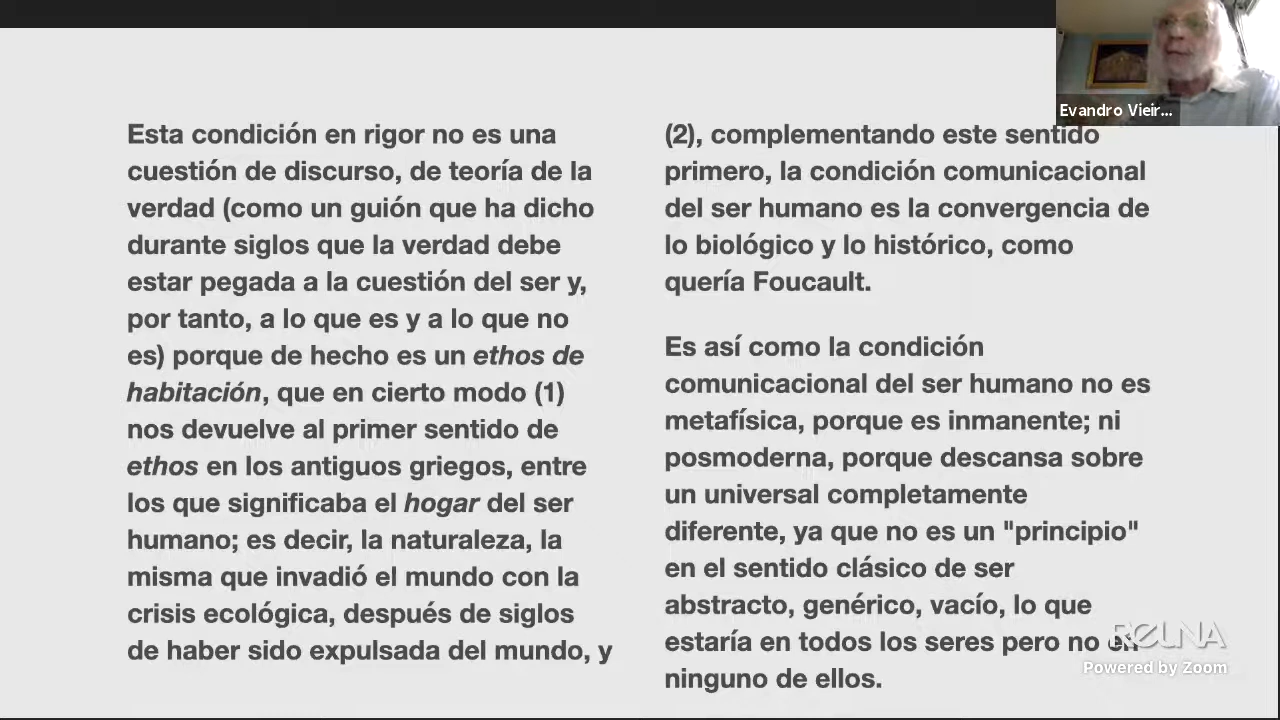 Evandro Vieir...
Esta condición en rigor no es una
cuestión de discurso, de teoría de la
verdad (como un guión que ha dicho
durante siglos que la verdad debe
estar pegada a la cuestión del ser y,
por tanto, a lo que es y a lo que no
es) porque de hecho es un ethos de
habitación, que en cierto modo (1)
nos devuelve al primer sentido de
ethos en los antiguos griegos, entre
los que significaba el hogar del ser
humano; es decir, la naturaleza, la
misma que invadió el mundo con la
crisis ecológica, después de siglos
de haber sido expulsada del mundo, y
(2), complementando este sentido
primero, la condición comunicacional
del ser humano es la convergencia de
lo biológico y lo histórico, como
quería Foucault.
Es así como la condición
comunicacional del ser humano no es
metafísica, porque es inmanente; ni
posmoderna, porque descansa sobre
un universal completamente
diferente, ya que no es un "principio"
en el sentido clásico de ser
abstracto, genérico, vacío, lo que
estaría en todos los seres pero no en
ninguno de ellos.
RELNA
Powered by Zoom